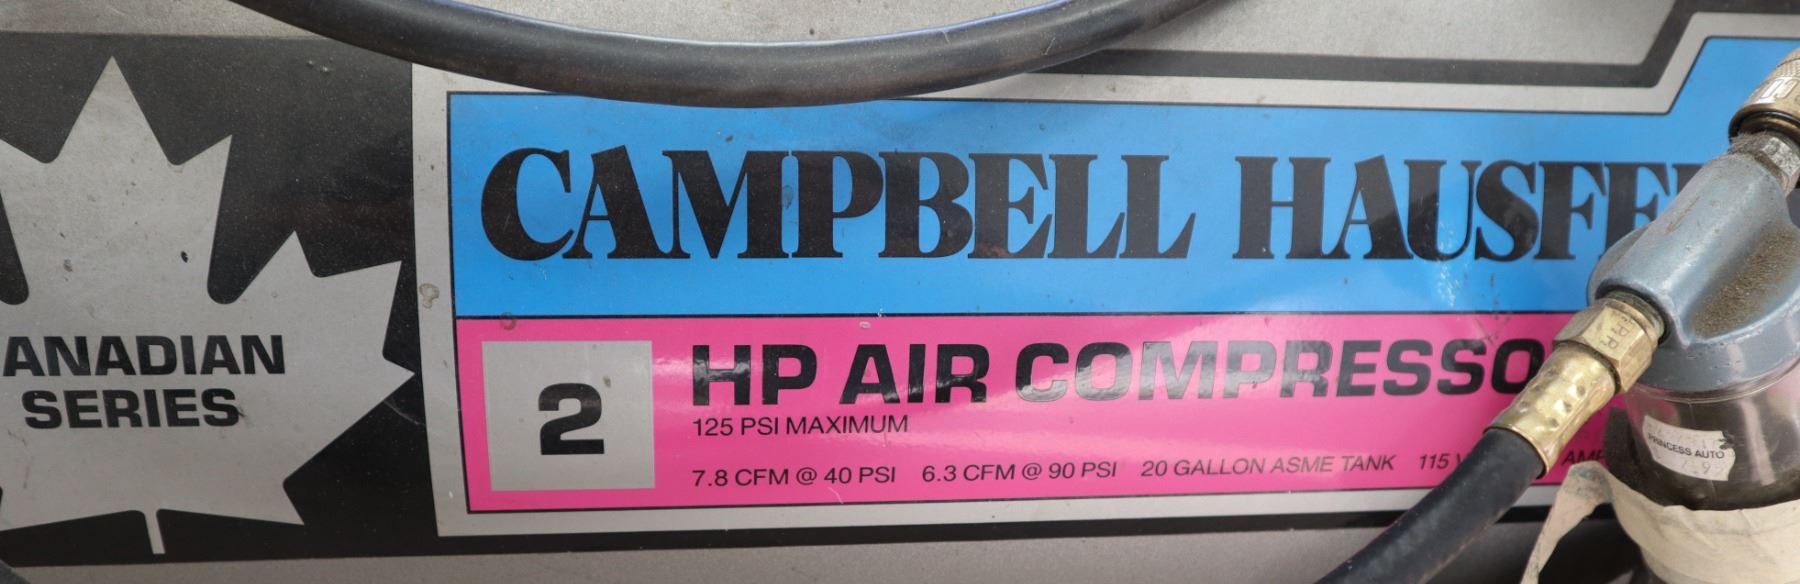 ANADIAN
SERIES
CAMPBELL HAUSFE
2
HP AIR COMPRESSO
125 PSI MAXIMUM
7.8 CFM @ 40 PSI 6.3 CFM @ 90 PSI 20 GALLON ASME TANK 115 V AMP
PRINCESS AUTO